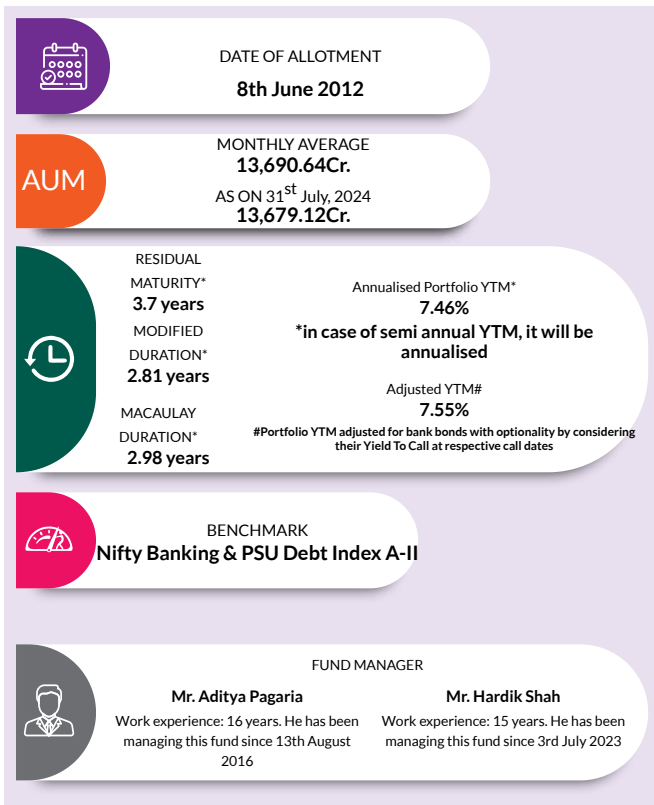 DATE OF ALLOTMENT
8th June 2012
AUM
MONTHLY AVERAGE
13,690.64Cr.
AS ON 31st July, 2024
13,679.12Cr.
RESIDUAL
MATURITY*
3.7 years
MODIFIED
DURATION*
2.81 years
MACAULAY
DURATION*
2.98 years
Annualised Portfolio YTM*
7.46%
*in case of semi annual YTM, it will be
annualised
Adjusted YTM#
7.55%
#Portfolio YTM adjusted for bank bonds with optionality by considering
their Yield To Call at respective call dates
BENCHMARK
Nifty Banking & PSU Debt Index A-II
FUND MANAGER
Mr. Aditya Pagaria
Work experience: 16 years. He has been
managing this fund since 13th August
2016
Mr. Hardik Shah
Work experience: 15 years. He has been
managing this fund since 3rd July 2023